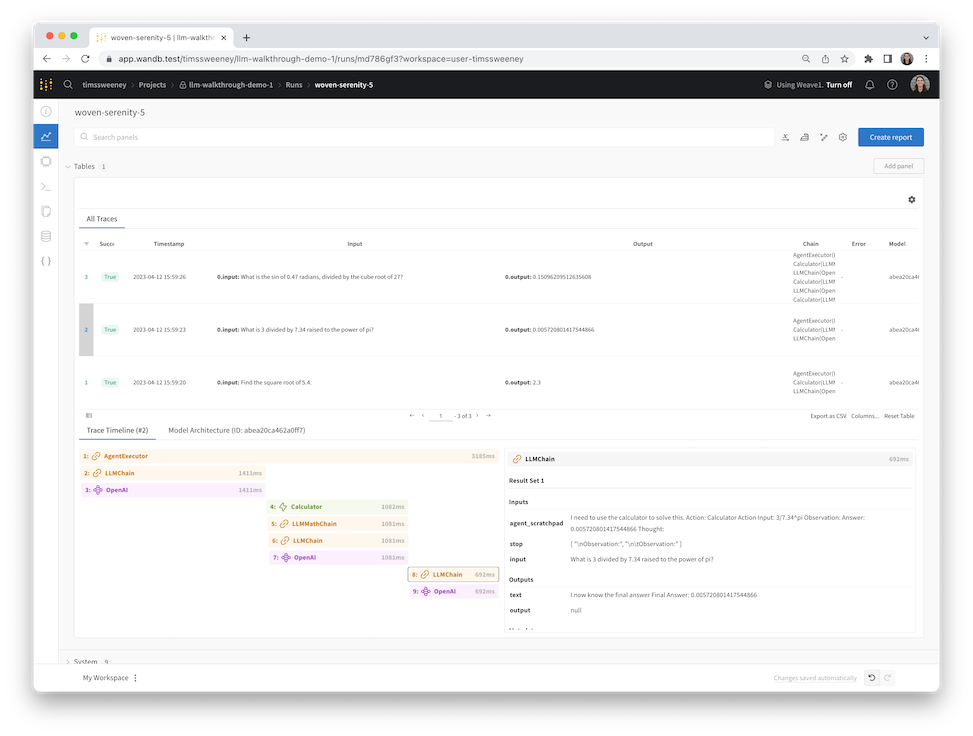 woven-serenity-5 | llm-walkth
app.wandb.test/timssweeney/llm-walkthrough-demo-1/runs/md786gf3?workspace=user-timssweeney
timssweeney › Projects › llm-walkthrough-demo-1 › Runs › woven-serenity-5
Using Weave1. Turn off
woven-serenity-5
Search panels
Create report
Tables 1
Add panel
All Traces
Succe Timestamp Input Output Chain Error Model
3 True 2023-04-12 15:59:26 0.input: What is the sin of 0.47 radians, divided by the cube root of 27? 0.output: 0.15096209512635608
AgentExecutor(L
Calculator(LLMM
LLMChain(Open
Calculator(LLMM
LLMChain(Open
Calculator(LLMM
- abea20ca4
2 True 2023-04-12 15:59:23 0.input: What is 3 divided by 7.34 raised to the power of pi? 0.output: 0.005720801417544866
AgentExecutor(L
Calculator(LLMM
LLMChain(Open
- abea20ca4
1 True 2023-04-12 15:59:20 0.input: Find the square root of 5.4. 0.output: 2.3
AgentExecutor(L
Calculator(LLMM
LLMChain(Open
- abea20ca4
1 - 3 of 3
Export as CSV Columns... Reset Table
Trace Timeline (#2) Model Architecture (ID: abea20ca462a0ff7)
1: AgentExecutor 3185ms
2: LLMChain 1411ms
3: OpenAI 1411ms
4: Calculator 1082ms
5: LLMMathChain 1081ms
6: LLMChain 1081ms
7: OpenAI 1081ms
8: LLMChain 692ms
9: OpenAI 692ms
LLMChain 692ms
Result Set 1
Inputs
agent_scratchpad I need to use the calculator to solve this. Action: Calculator Action Input: 3/7.34^pi Observation: Answer:
0.005720801417544866 Thought:
stop [ "\nObservation:", "\n\tObservation:" ]
input What is 3 divided by 7.34 raised to the power of pi?
Outputs
text I now know the final answer Final Answer: 0.005720801417544866
output null
System 9
My Workspace
Changes saved automatically